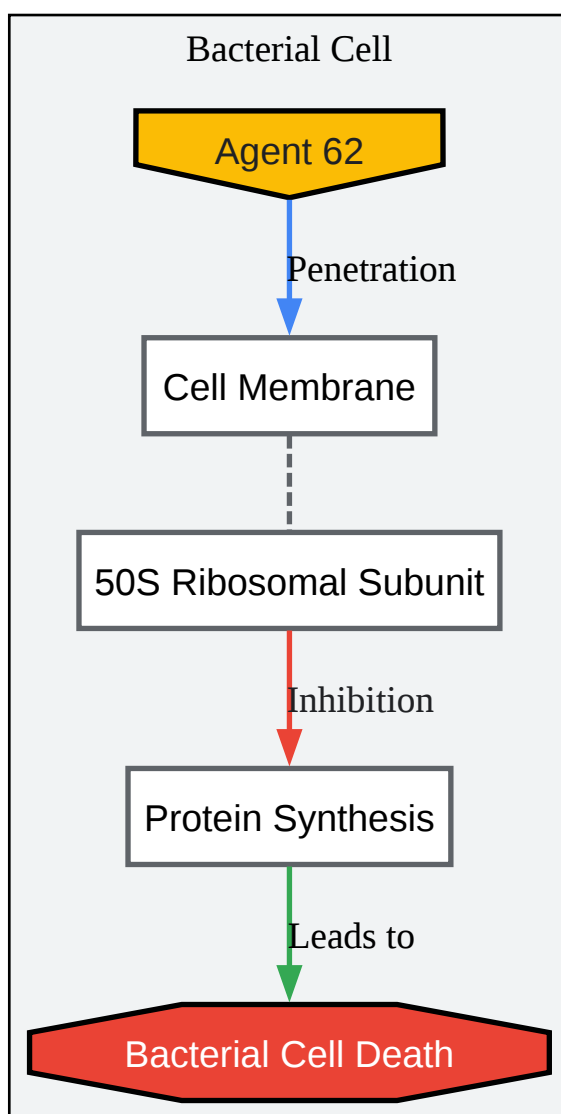 Bacterial Cell
Agent 62
Penetration
Cell Membrane
50S Ribosomal Subunit
Inhibition
Protein Synthesis
Leads to
Bacterial Cell Death